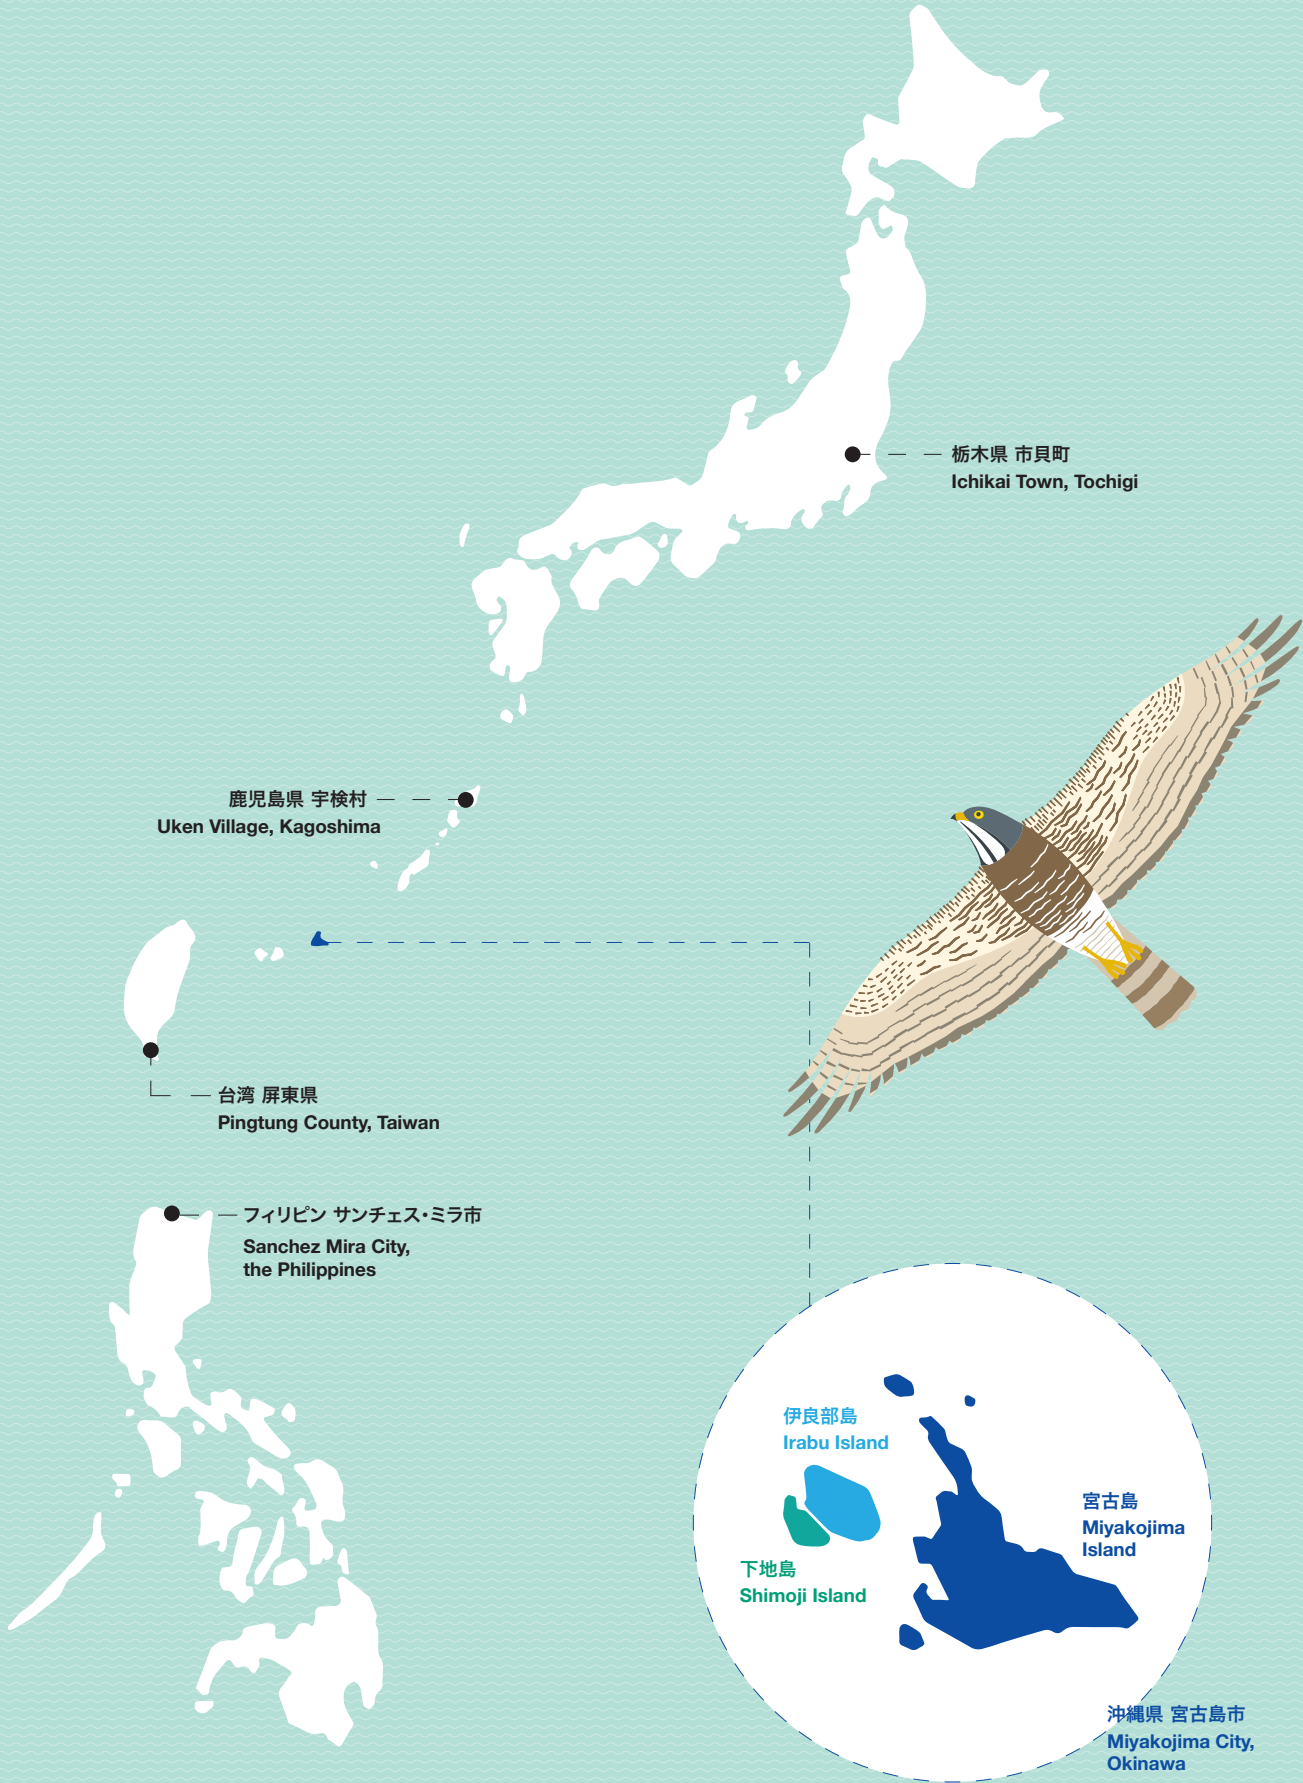 栃木県 市貝町
Ichikai Town, Tochigi
鹿児島県 宇検村
Uken Village, Kagoshima
台湾 屏東県
Pingtung County, Taiwan
フィリピン サンチェス・ミラ市
Sanchez Mira City,
the Philippines
伊良部島
Irabu Island
宮古島
Miyakojima
Island
下地島
Shimoji Island
沖縄県 宮古島市
Miyakojima City,
Okinawa